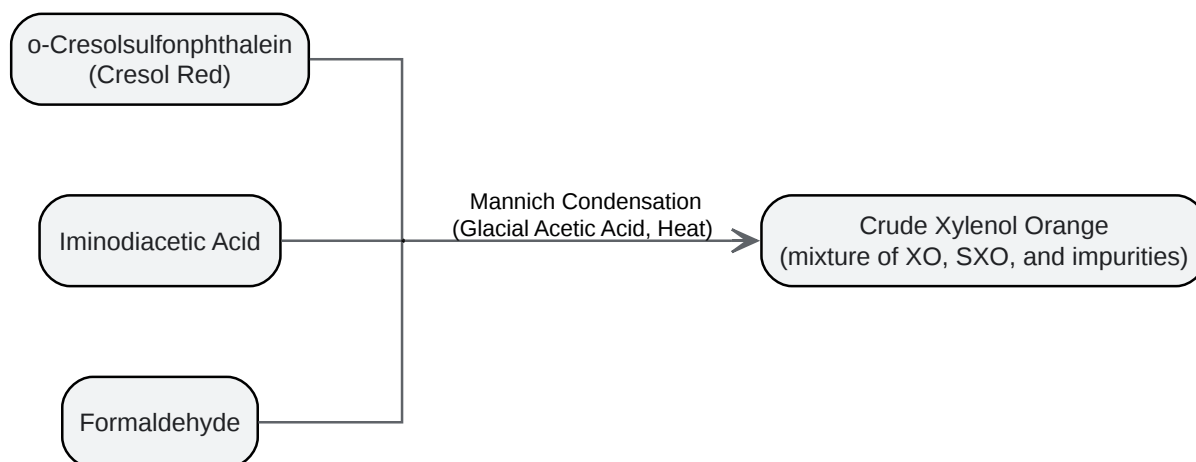 o-Cresolsulfonphthalein
(Cresol Red)
Iminodiacetic Acid
Formaldehyde
Mannich Condensation
(Glacial Acetic Acid, Heat)
Crude Xylenol Orange
(mixture of XO, SXO, and impurities)